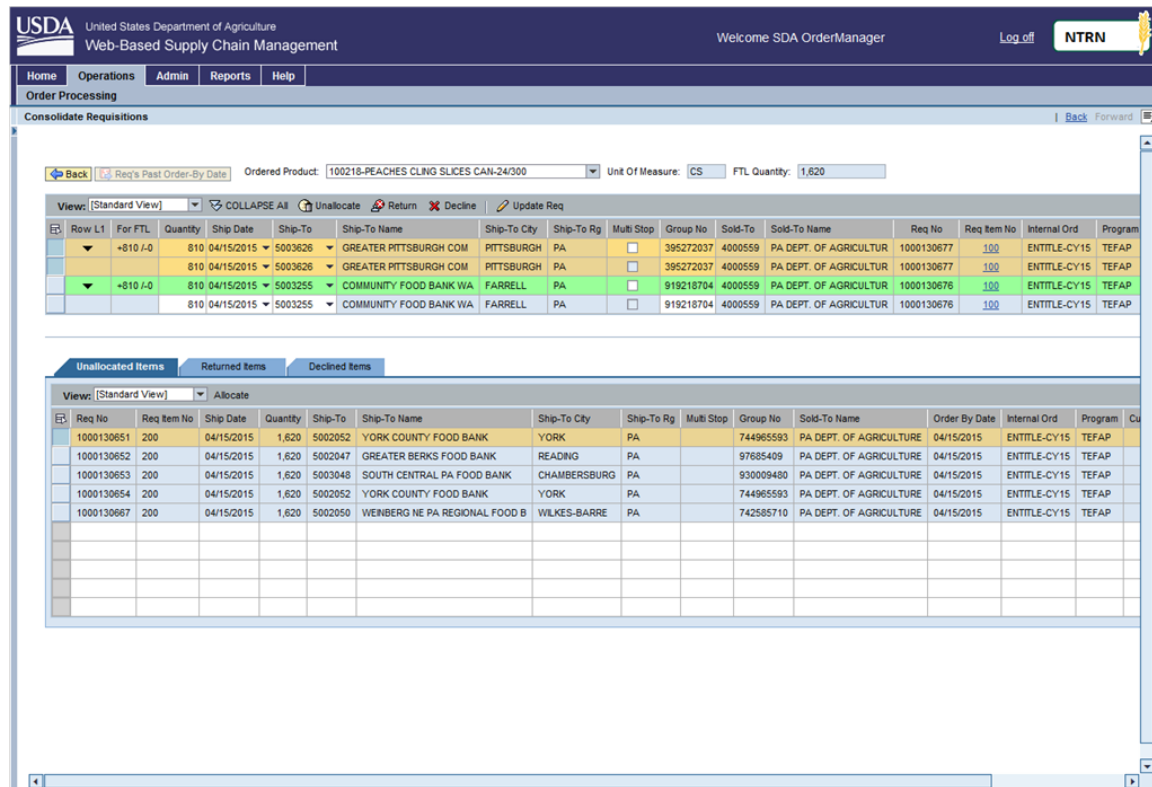 USDA United States Department of Agriculture
Web-Based Supply Chain Management
Welcome SDA OrderManager
Log off
NTRN
Home Operations Admin Reports Help
Order Processing
Consolidate Requisitions | Back Forward
Back Req's Past Order-By Date Ordered Product: 100218-PEACHES CLING SLICES CAN-24/300 Unit Of Measure: CS FTL Quantity: 1,620
View: [Standard View] COLLAPSE All Unallocate Return Decline | Update Req
Row L1 For FTL Quantity Ship Date Ship-To Ship-To Name Ship-To City Ship-To Rg Multi Stop Group No Sold-To Sold-To Name Req No Req Item No Internal Ord Program
+810 /-0 810 04/15/2015 5003626 GREATER PITTSBURGH COM PITTSBURGH PA 395272037 4000559 PA DEPT. OF AGRICULTUR 1000130677 100 ENTITLE-CY15 TEFAP
810 04/15/2015 5003626 GREATER PITTSBURGH COM PITTSBURGH PA 395272037 4000559 PA DEPT. OF AGRICULTUR 1000130677 100 ENTITLE-CY15 TEFAP
+810 /-0 810 04/15/2015 5003255 COMMUNITY FOOD BANK WA FARRELL PA 919218704 4000559 PA DEPT. OF AGRICULTUR 1000130676 100 ENTITLE-CY15 TEFAP
810 04/15/2015 5003255 COMMUNITY FOOD BANK WA FARRELL PA 919218704 4000559 PA DEPT. OF AGRICULTUR 1000130676 100 ENTITLE-CY15 TEFAP
Unallocated Items Returned Items Declined Items
View: [Standard View] Allocate
Req No Req Item No Ship Date Quantity Ship-To Ship-To Name Ship-To City Ship-To Rg Multi Stop Group No Sold-To Name Order By Date Internal Ord Program Cu
1000130651 200 04/15/2015 1,620 5002052 YORK COUNTY FOOD BANK YORK PA 744965593 PA DEPT. OF AGRICULTURE 04/15/2015 ENTITLE-CY15 TEFAP
1000130652 200 04/15/2015 1,620 5002047 GREATER BERKS FOOD BANK READING PA 97685409 PA DEPT. OF AGRICULTURE 04/15/2015 ENTITLE-CY15 TEFAP
1000130653 200 04/15/2015 1,620 5003048 SOUTH CENTRAL PA FOOD BANK CHAMBERSBURG PA 930009480 PA DEPT. OF AGRICULTURE 04/15/2015 ENTITLE-CY15 TEFAP
1000130654 200 04/15/2015 1,620 5002052 YORK COUNTY FOOD BANK YORK PA 744965593 PA DEPT. OF AGRICULTURE 04/15/2015 ENTITLE-CY15 TEFAP
1000130667 200 04/15/2015 1,620 5002050 WEINBERG NE PA REGIONAL FOOD B WILKES-BARRE PA 742585710 PA DEPT. OF AGRICULTURE 04/15/2015 ENTITLE-CY15 TEFAP